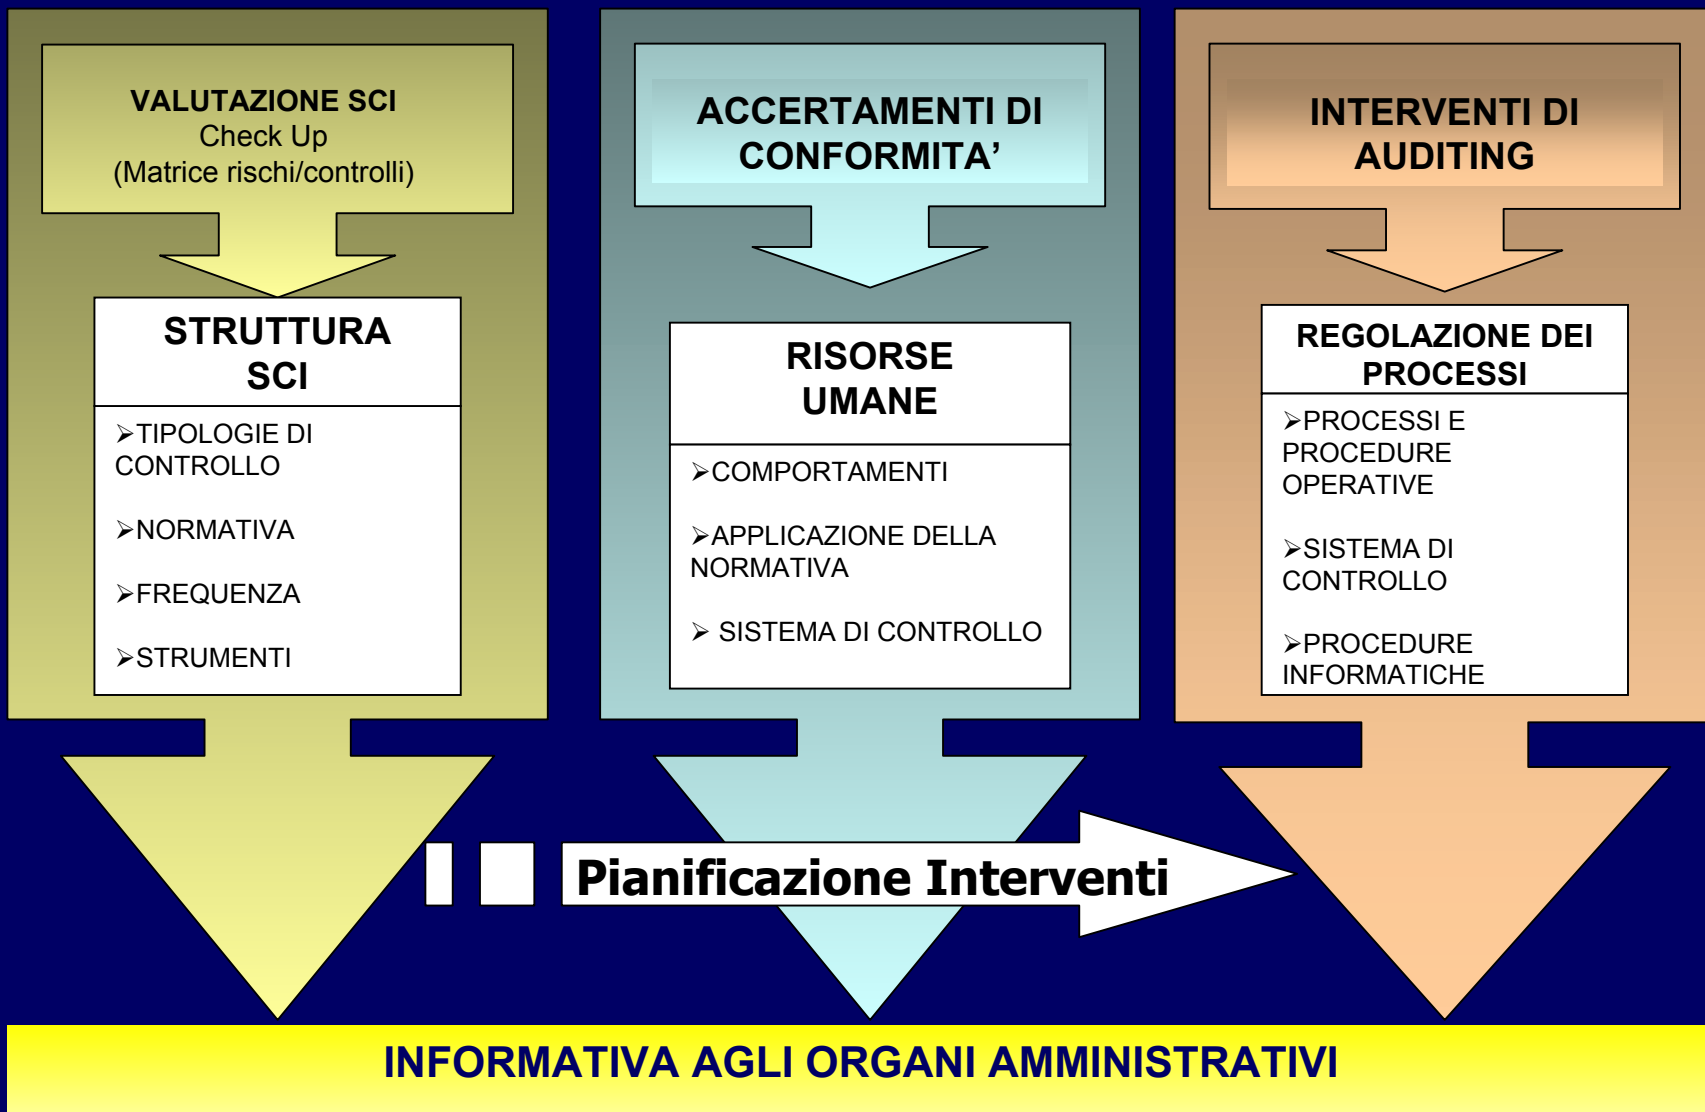 VALUTAZIONE SCI
Check Up
(Matrice rischi/controlli)
STRUTTURA
SCI
➢TIPOLOGIE DI
CONTROLLO
➢NORMATIVA
➢FREQUENZA
➢STRUMENTI
ACCERTAMENTI DI
CONFORMITA’
RISORSE
UMANE
➢COMPORTAMENTI
➢APPLICAZIONE DELLA
NORMATIVA
➢ SISTEMA DI CONTROLLO
INTERVENTI DI
AUDITING
REGOLAZIONE DEI
PROCESSI
➢PROCESSI E
PROCEDURE
OPERATIVE
➢SISTEMA DI
CONTROLLO
➢PROCEDURE
INFORMATICHE
Pianificazione Interventi
INFORMATIVA AGLI ORGANI AMMINISTRATIVI